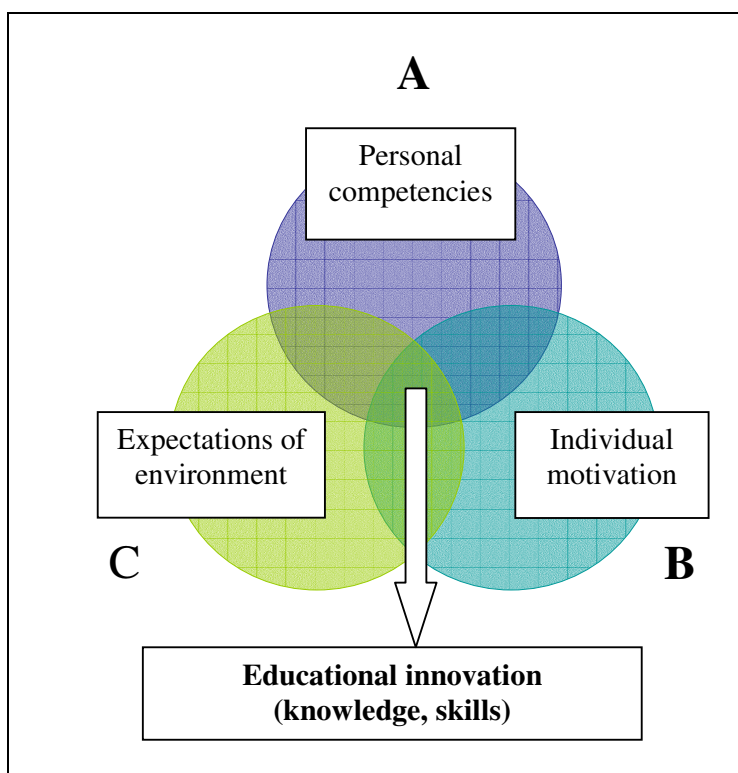 A
Personal
competencies
Expectations of
environment
Individual
motivation
C
B
Educational innovation
(knowledge, skills)